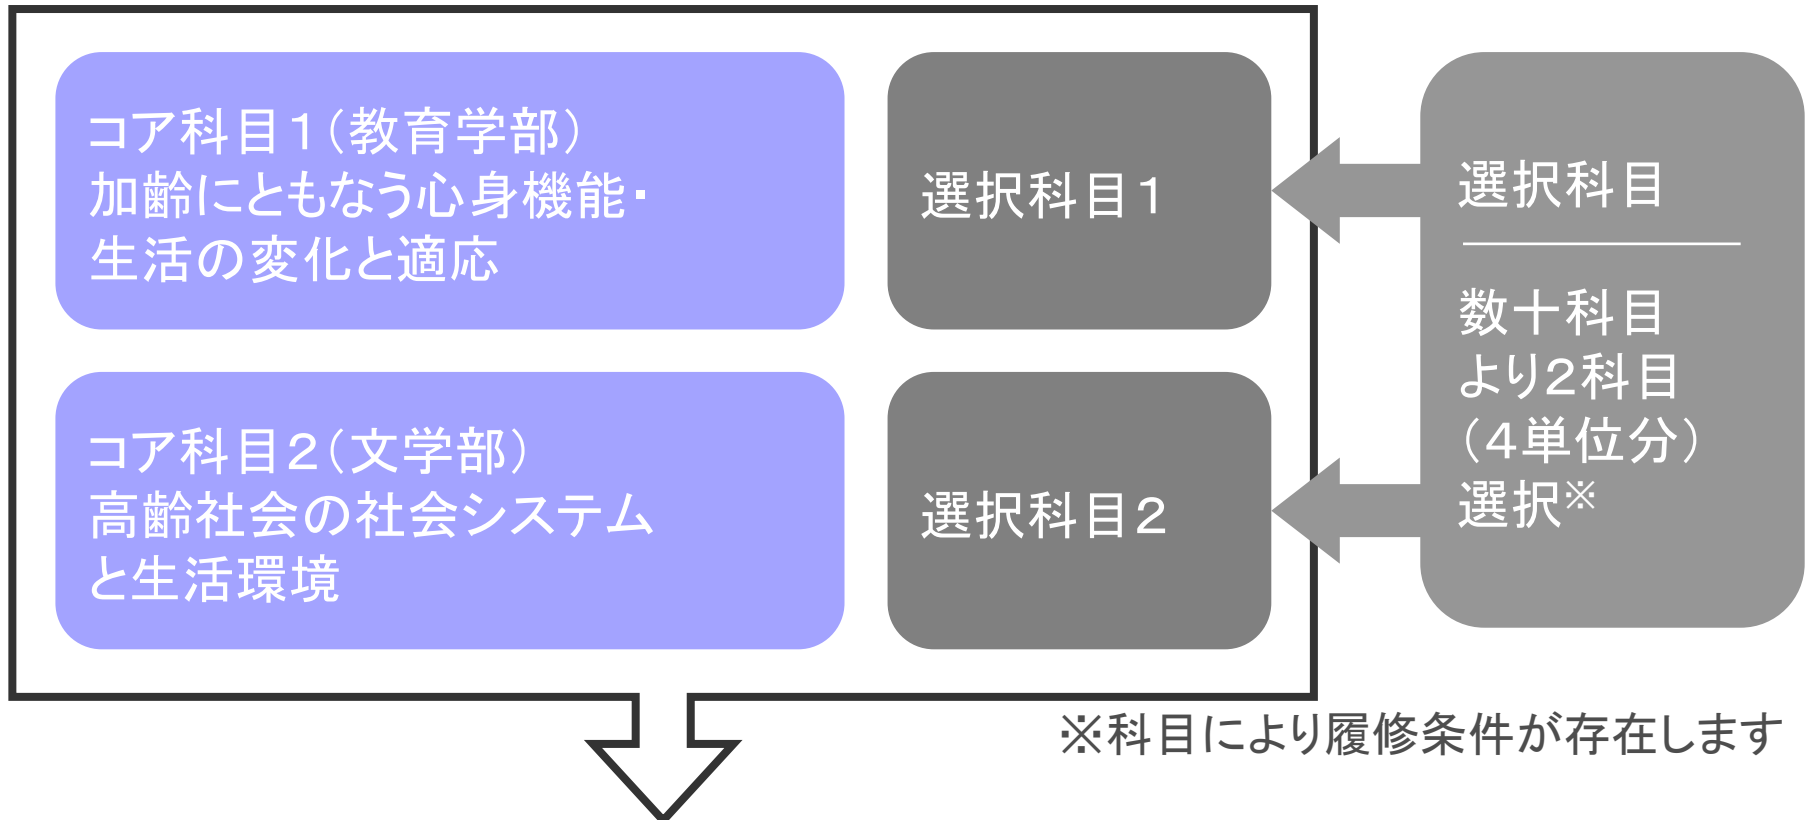 コア科目１（教育学部）
加齢にともなう心身機能・
生活の変化と適応
選択科目１
コア科目２（文学部）
高齢社会の社会システム
と生活環境
選択科目２
選択科目
数十科目
より２科目
（４単位分）
選択※
※科目により履修条件が存在します